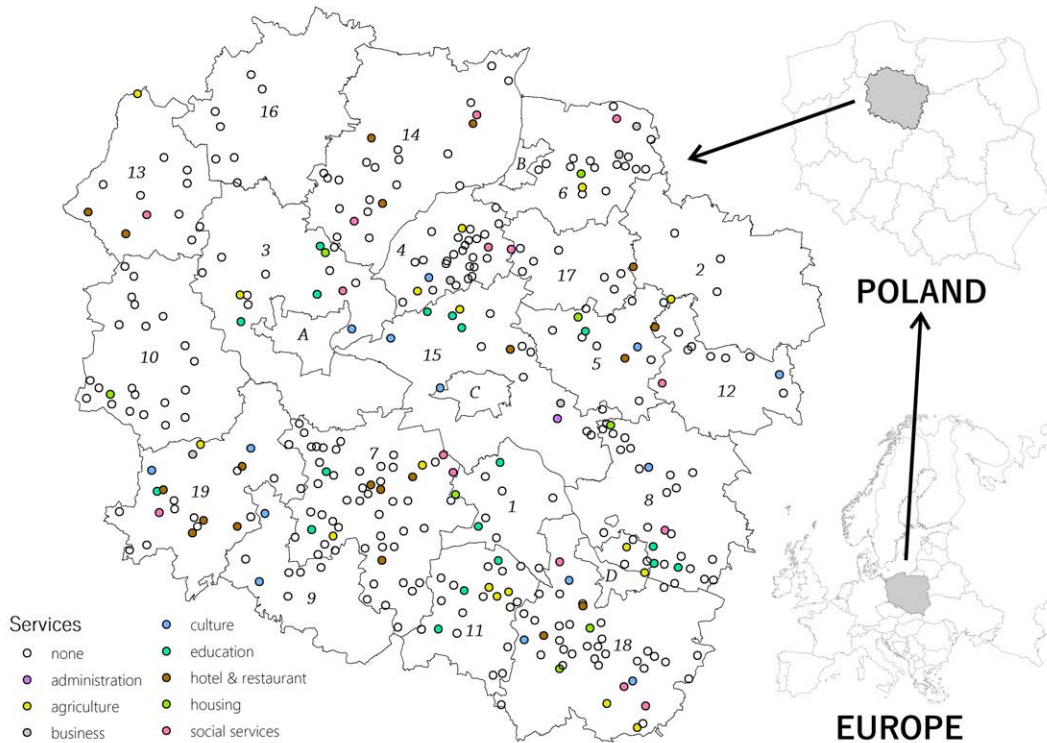 16
14
13
B
6
3
4
17
2
A
15
10
5
C
12
7
19
8
1
D
9
11
18
POLAND
EUROPE
Services
none
administration
agriculture
business
culture
education
hotel & restaurant
housing
social services